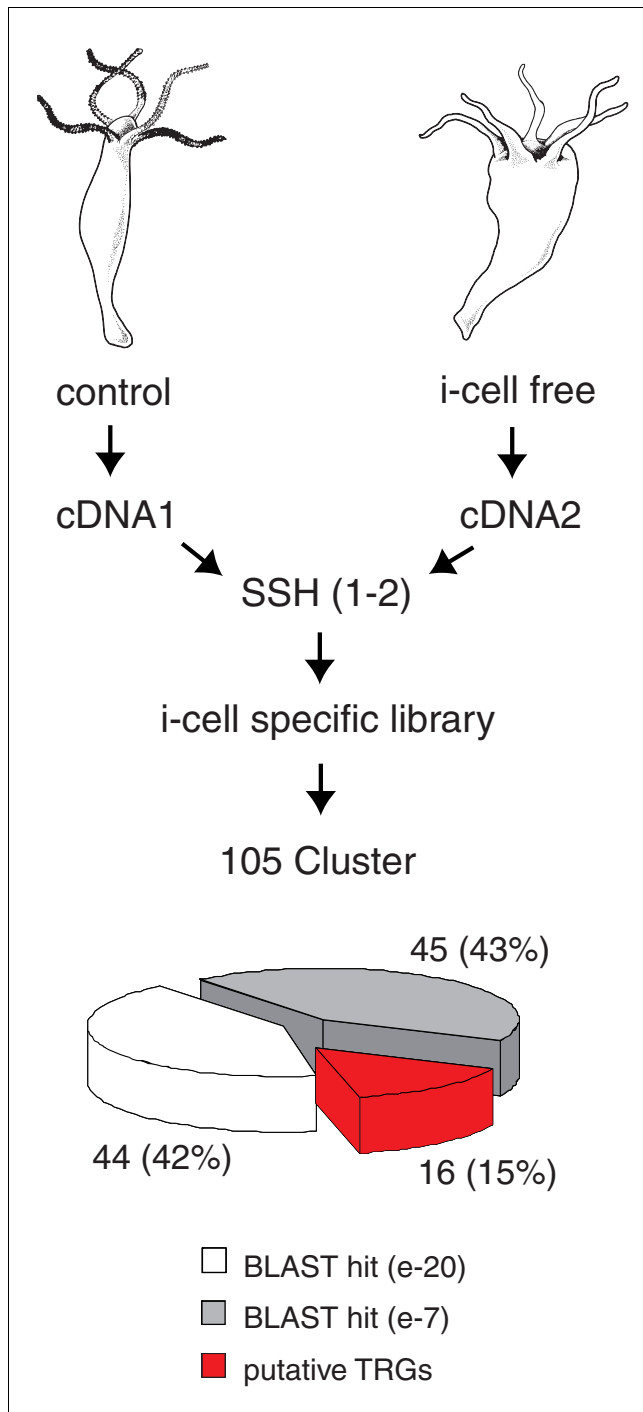 control
i-cell free
cDNA1
cDNA2
SSH (1-2)
i-cell specific library
105 Cluster
45 (43%)
44 (42%)
16 (15%)
BLAST hit (e-20)
BLAST hit (e-7)
putative TRGs